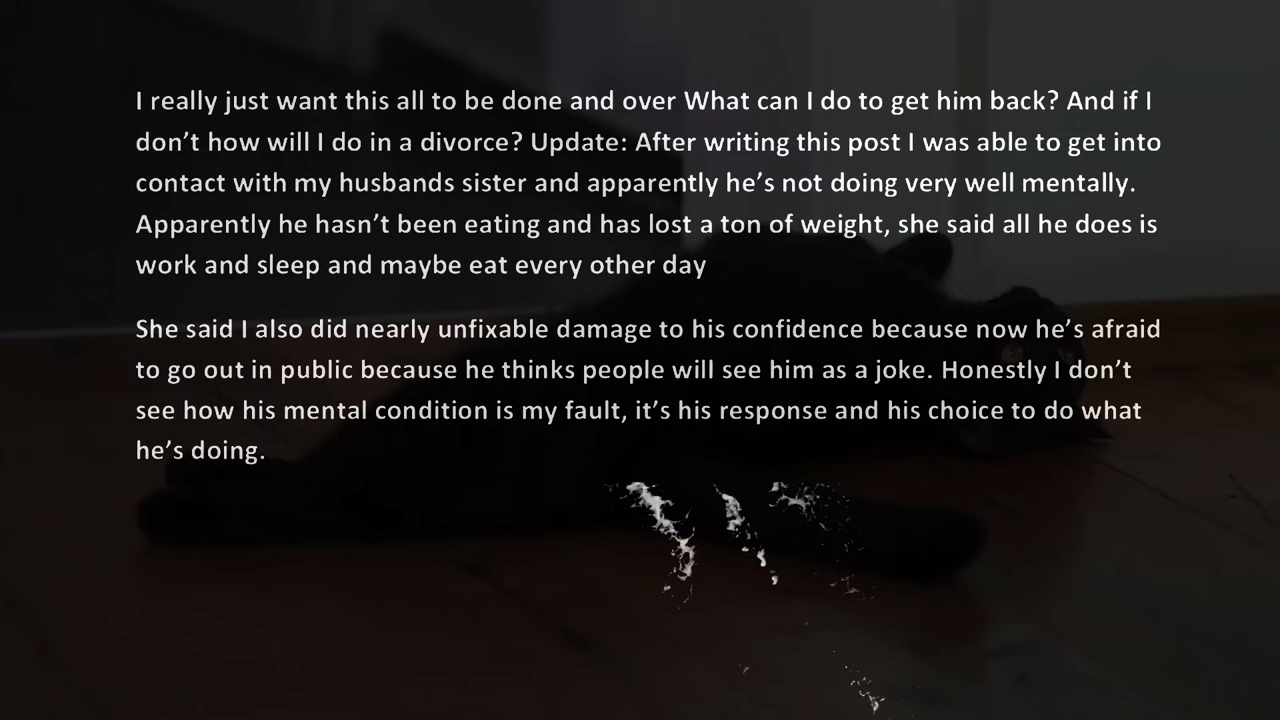 I really just want this all to be done and over What can I do to get him back? And if I
don’t how will I do in a divorce? Update: After writing this post I was able to get into
contact with my husbands sister and apparently he’s not doing very well mentally.
Apparently he hasn’t been eating and has lost a ton of weight, she said all he does is
work and sleep and maybe eat every other day
She said I also did nearly unfixable damage to his confidence because now he’s afraid
to go out in public because he thinks people will see him as a joke. Honestly I don’t
see how his mental condition is my fault, it’s his response and his choice to do what
he’s doing.